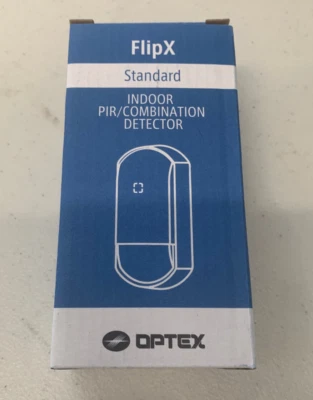 FlipX
Standard
INDOOR
PIR/COMBINATION
DETECTOR
OPTEX